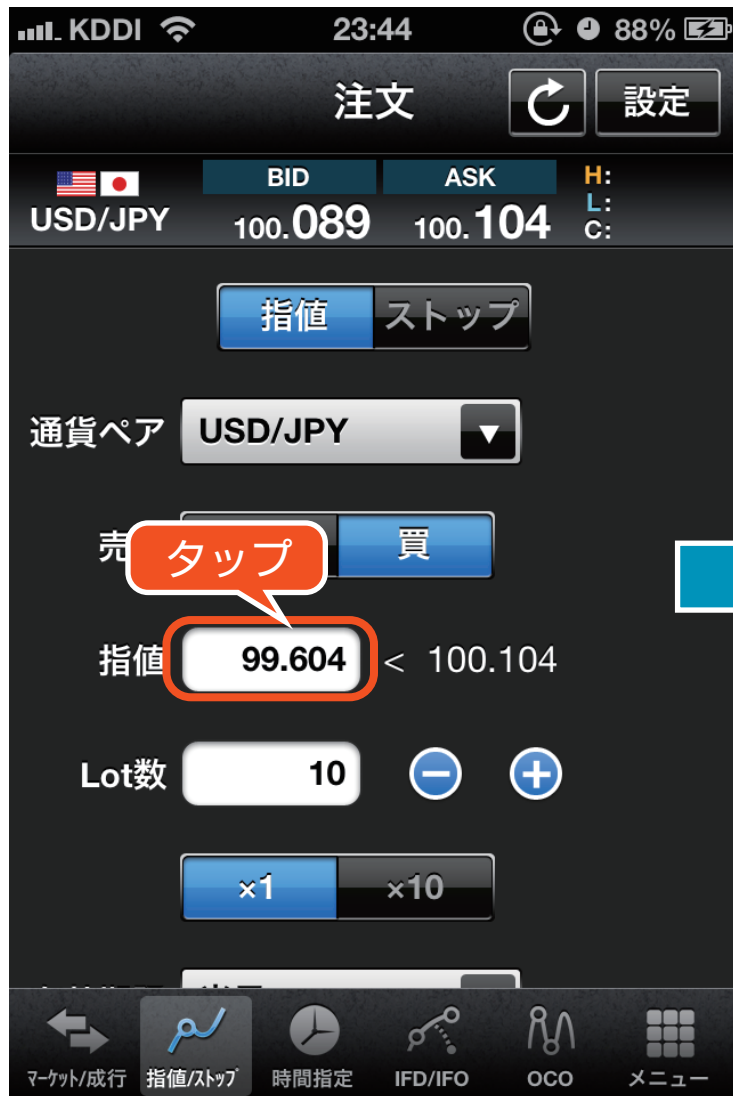 KDDI 23:44 88%
注文 設定
BID ASK H:
USD/JPY 100.089 100.104 L:
C:
指値 ストップ
通貨ペア USD/JPY
売 買
タップ
指値 99.604 < 100.104
Lot数 10
×1 ×10
マーケット/成行 指値/ストップ 時間指定 IFD/IFO OCO メニュー